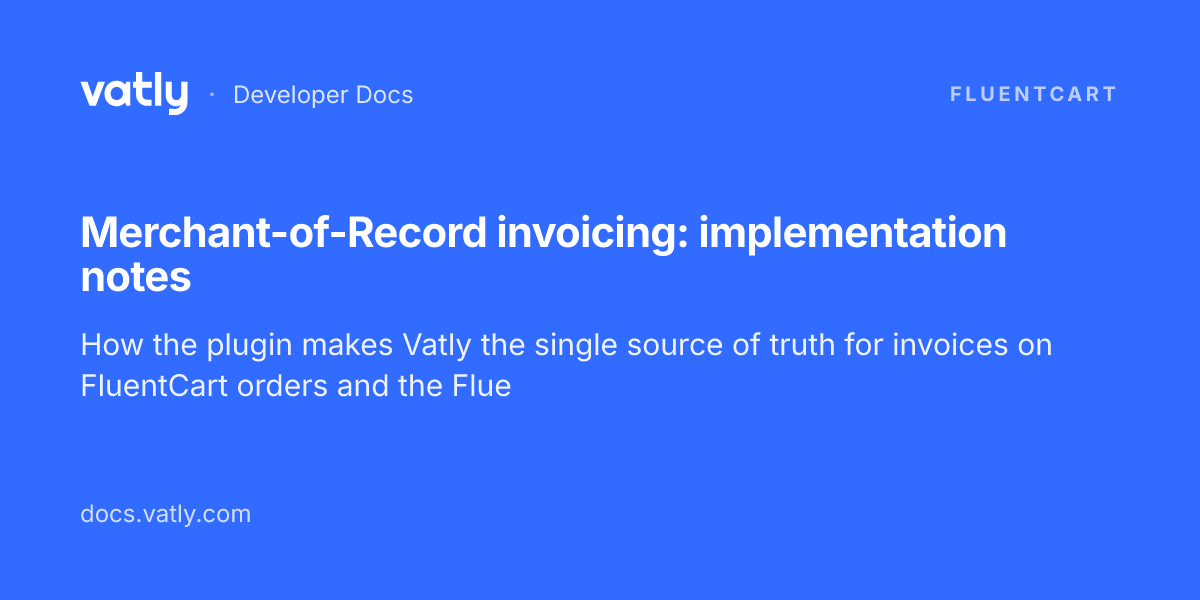 vatly · Developer Docs
FLUENTCART
Merchant-of-Record invoicing: implementation
notes
How the plugin makes Vatly the single source of truth for invoices on
FluentCart orders and the Flue
docs.vatly.com